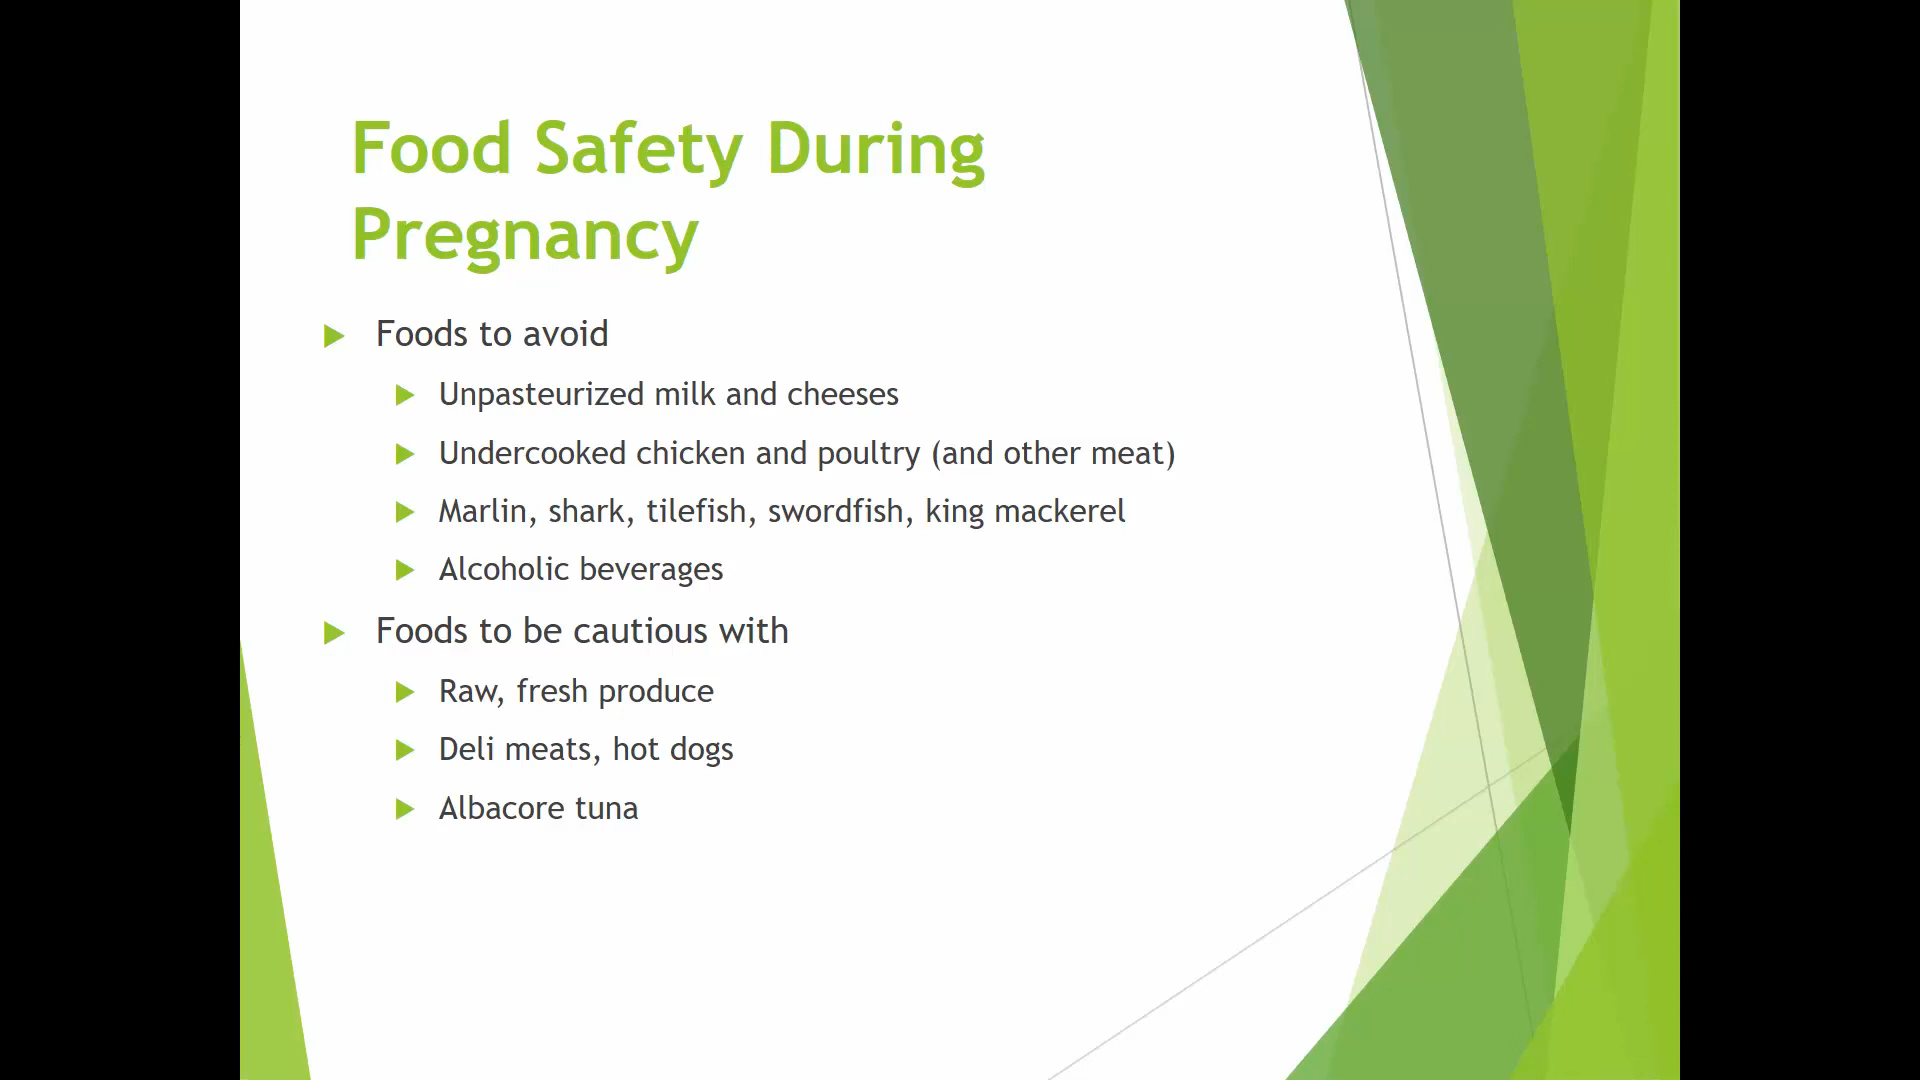 Food Safety During
Pregnancy
Foods to avoid
Unpasteurized milk and cheeses
Undercooked chicken and poultry (and other meat)
Marlin, shark, tilefish, swordfish, king mackerel
Alcoholic beverages
Foods to be cautious with
Raw, fresh produce
Deli meats, hot dogs
Albacore tuna